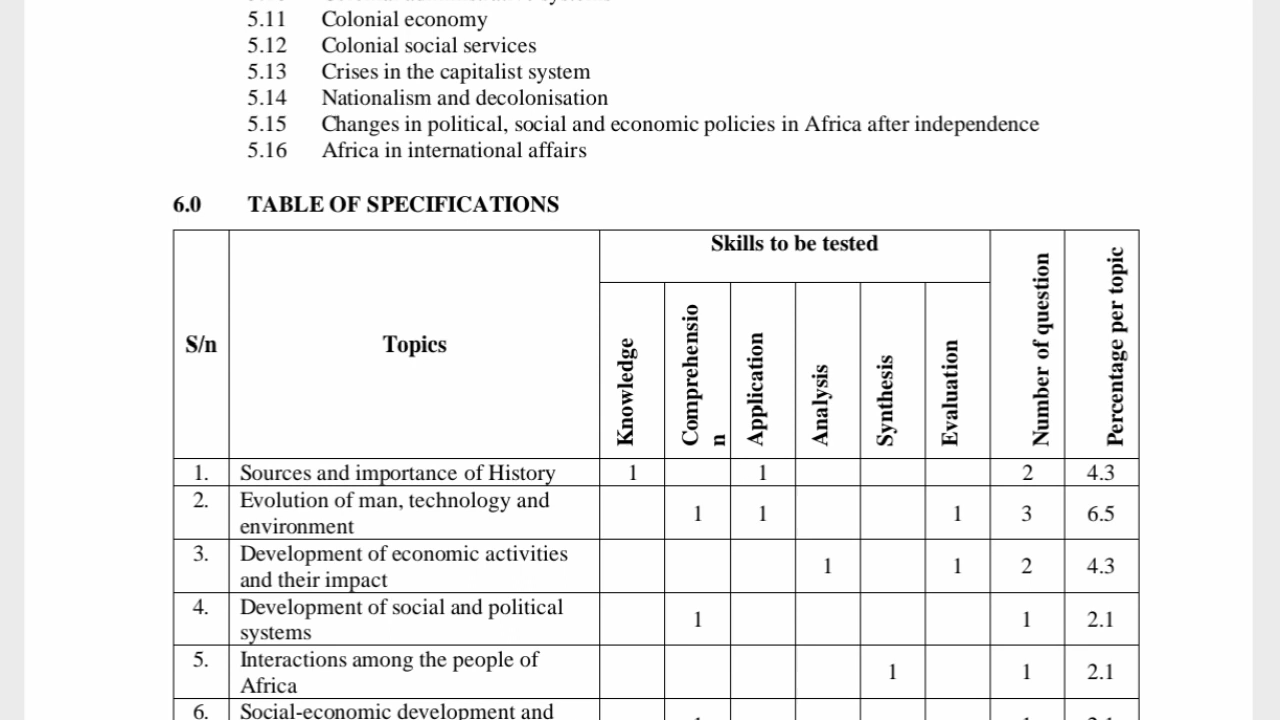 5.11 Colonial economy
5.12 Colonial social services
5.13 Crises in the capitalist system
5.14 Nationalism and decolonisation
5.15 Changes in political, social and economic policies in Africa after independence
5.16 Africa in international affairs
6.0 TABLE OF SPECIFICATIONS
S/n Topics Skills to be tested Number of question Percentage per topic
Knowledge Comprehensio
n Application Analysis Synthesis Evaluation
1. Sources and importance of History 1 1 2 4.3
2. Evolution of man, technology and
environment 1 1 1 3 6.5
3. Development of economic activities
and their impact 1 1 2 4.3
4. Development of social and political
systems 1 1 2.1
5. Interactions among the people of
Africa 1 1 2.1
6. Social-economic development and